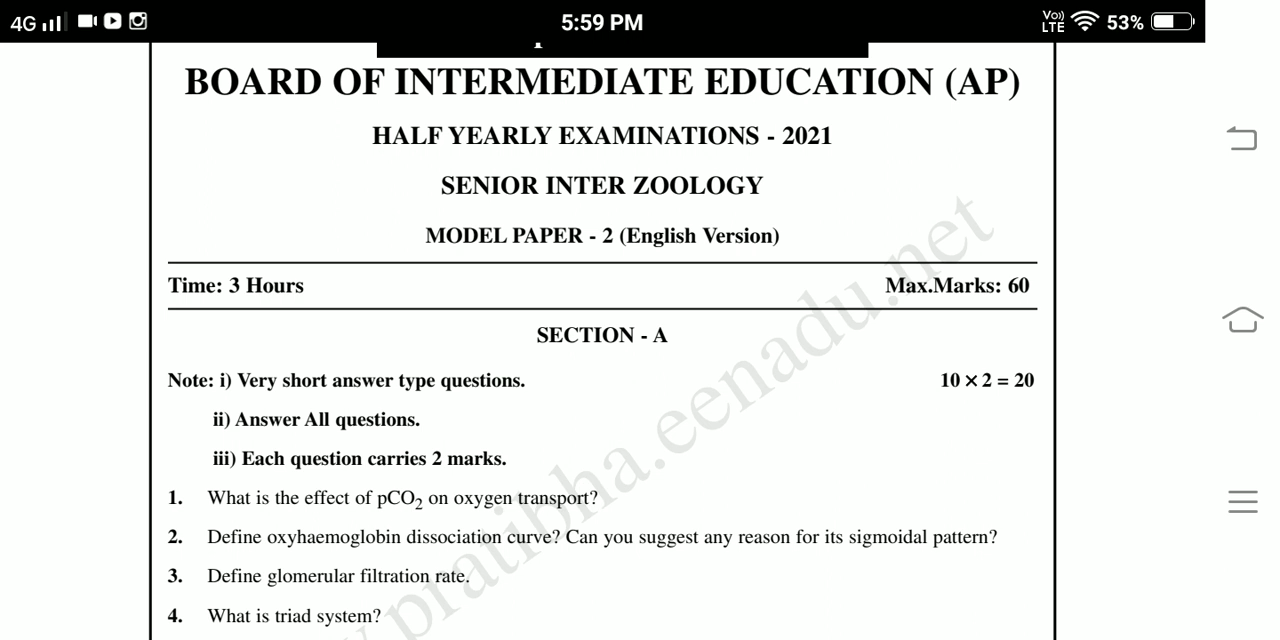 4G 5:59 PM Vo)) LTE 53%
BOARD OF INTERMEDIATE EDUCATION (AP)
HALF YEARLY EXAMINATIONS - 2021
SENIOR INTER ZOOLOGY
MODEL PAPER - 2 (English Version)
Time: 3 Hours Max.Marks: 60
SECTION - A
Note: i) Very short answer type questions. 10 × 2 = 20
ii) Answer All questions.
iii) Each question carries 2 marks.
1. What is the effect of pCO₂ on oxygen transport?
2. Define oxyhaemoglobin dissociation curve? Can you suggest any reason for its sigmoidal pattern?
3. Define glomerular filtration rate.
4. What is triad system?
.pratibha.eenadu.net